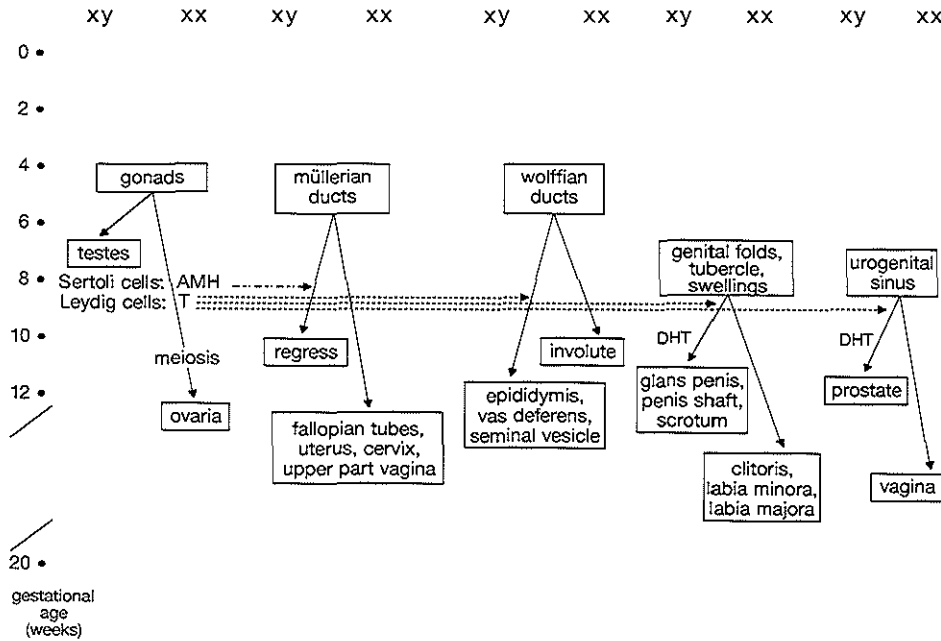 xy xx xy xx xy xx xy xx xy xx
0
2
4
6
8
10
12
20
gestational
age
(weeks)
gonads
testes
Sertoli cells: AMH
Leydig cells: T
meiosis
ovaria
müllerian
ducts
regress
fallopian tubes,
uterus, cervix,
upper part vagina
wolffian
ducts
involute
epididymis,
vas deferens,
seminal vesicle
genital folds,
tubercle,
swellings
DHT
glans penis,
penis shaft,
scrotum
clitoris,
labia minora,
labia majora
urogenital
sinus
DHT
prostate
vagina